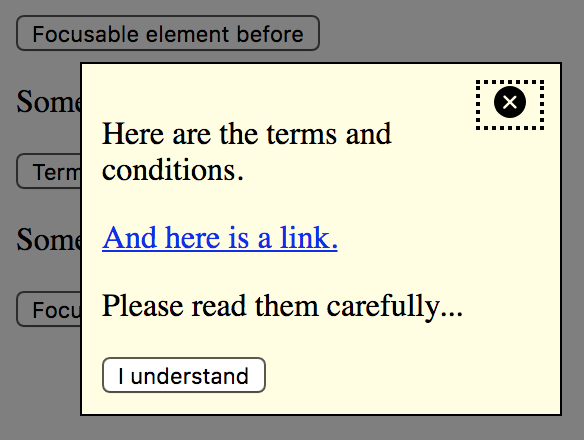 Focusable element before
Some
Here are the terms and
conditions.
Term
And here is a link.
Some
Please read them carefully...
Focu
I understand